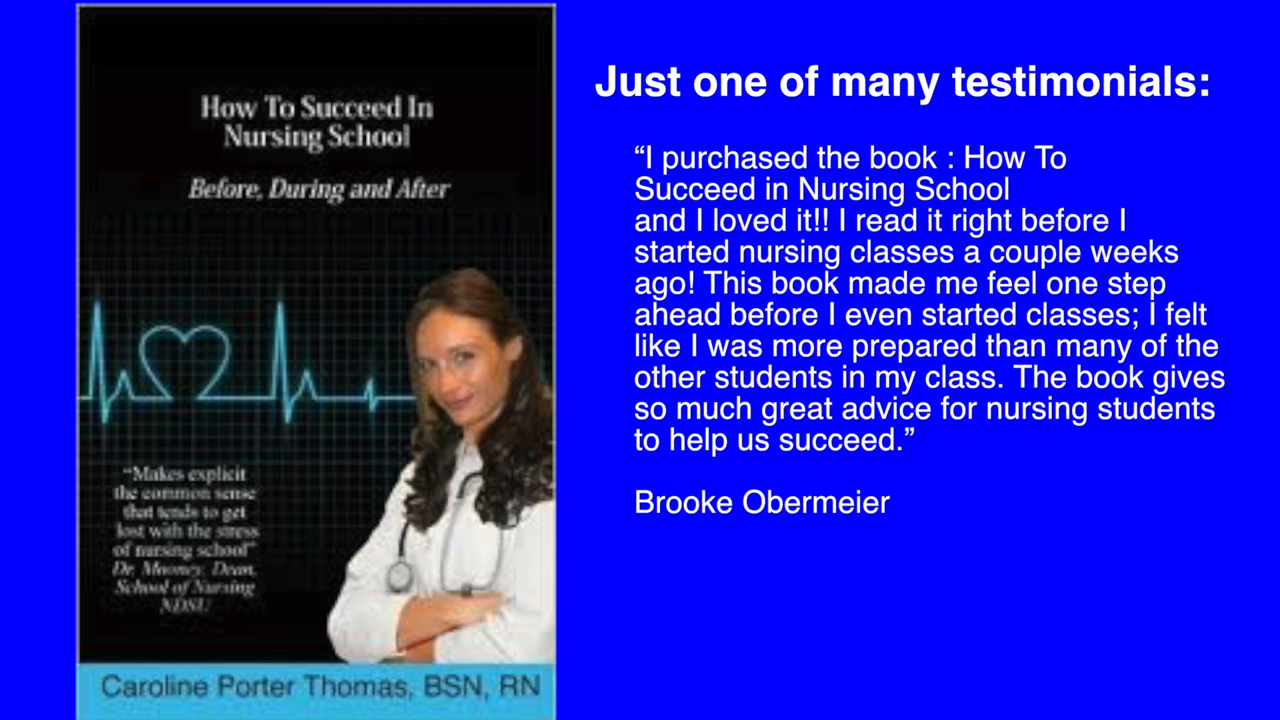 How To Succeed In
Nursing School
Before, During and After
"Makes explicit
the common sense
that tends to get
lost with the stress
of nursing school"
Dr. Mooney, Dean,
School of Nursing
NDSU
Caroline Porter Thomas, BSN, RN
Just one of many testimonials:
“I purchased the book : How To
Succeed in Nursing School
and I loved it!! I read it right before I
started nursing classes a couple weeks
ago! This book made me feel one step
ahead before I even started classes; I felt
like I was more prepared than many of the
other students in my class. The book gives
so much great advice for nursing students
to help us succeed.”
Brooke Obermeier